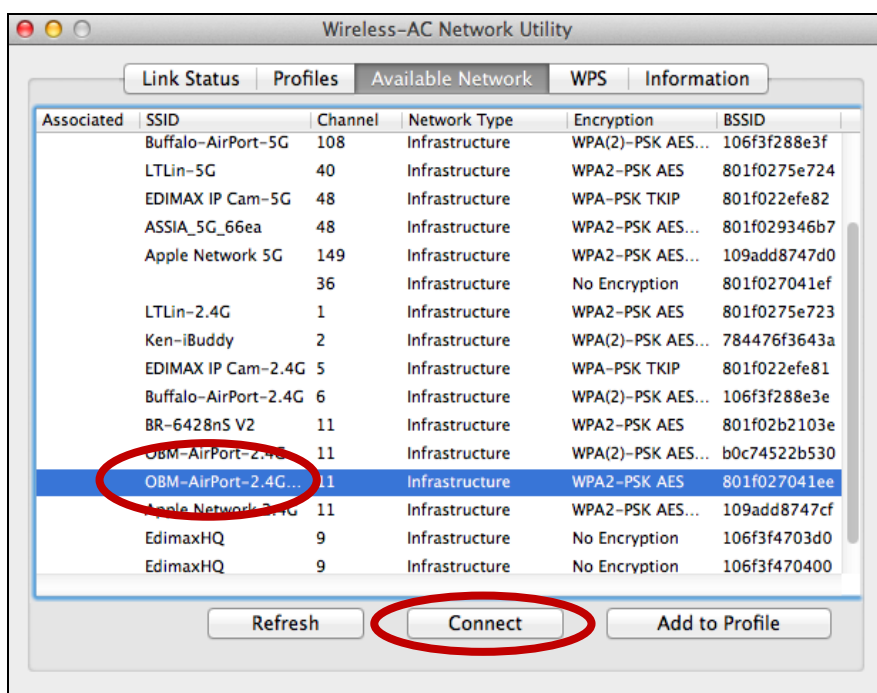 Wireless-AC Network Utility
Link Status Profiles Available Network WPS Information
Associated SSID Channel Network Type Encryption BSSID
Buffalo-AirPort-5G 108 Infrastructure WPA(2)-PSK AES... 106f3f288e3f
LTLin-5G 40 Infrastructure WPA2-PSK AES 801f0275e724
EDIMAX IP Cam-5G 48 Infrastructure WPA-PSK TKIP 801f022efe82
ASSIA_5G_66ea 48 Infrastructure WPA2-PSK AES... 801f029346b7
Apple Network 5G 149 Infrastructure WPA2-PSK AES... 109add8747d0
36 Infrastructure No Encryption 801f027041ef
LTLin-2.4G 1 Infrastructure WPA2-PSK AES 801f0275e723
Ken-iBuddy 2 Infrastructure WPA(2)-PSK AES... 784476f3643a
EDIMAX IP Cam-2.4G 5 Infrastructure WPA-PSK TKIP 801f022efe81
Buffalo-AirPort-2.4G 6 Infrastructure WPA(2)-PSK AES... 106f3f288e3e
BR-6428nS V2 11 Infrastructure WPA2-PSK AES 801f02b2103e
OBM-AirPort-2.4G 11 Infrastructure WPA(2)-PSK AES... b0c74522b530
OBM-AirPort-2.4G... 11 Infrastructure WPA2-PSK AES 801f027041ee
Apple Network 2.4G 11 Infrastructure WPA2-PSK AES... 109add8747cf
EdimaxHQ 9 Infrastructure No Encryption 106f3f4703d0
EdimaxHQ 9 Infrastructure No Encryption 106f3f470400
Refresh Connect Add to Profile